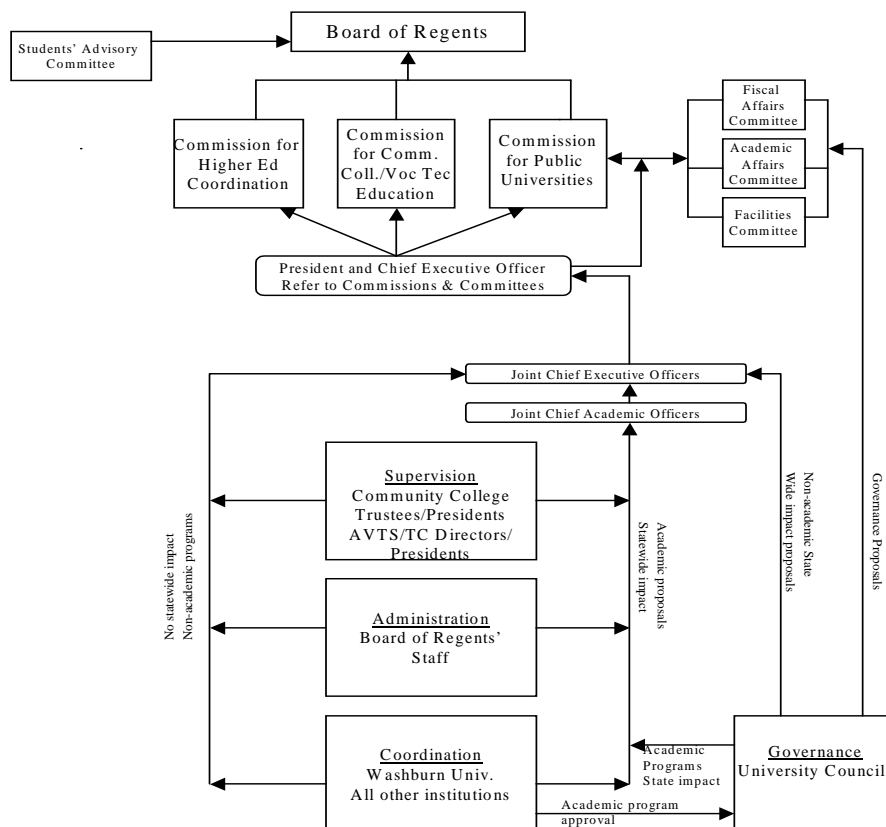 Board of Regents
Students' Advisory
Committee
Commission for
Higher Ed
Coordination
Commission
for Comm.
Coll./Voc Tec
Education
Commission
for Public
Universities
Fiscal
Affairs
Committee
Academic
Affairs
Committee
Facilities
Committee
President and Chief Executive Officer
Refer to Commissions & Committees
Joint Chief Executive Officers
Joint Chief Academic Officers
Supervision
Community College
Trustees/Presidents
AVTS/TC Directors/
Presidents
Administration
Board of Regents'
Staff
Coordination
Washburn Univ.
All other institutions
No statewide impact
Non-academic programs
Academic proposals
Statewide impact
Non-academic State
Wide impact proposals
Governance Proposals
Academic
Programs
State impact
Governance
University Council
Academic program
approval